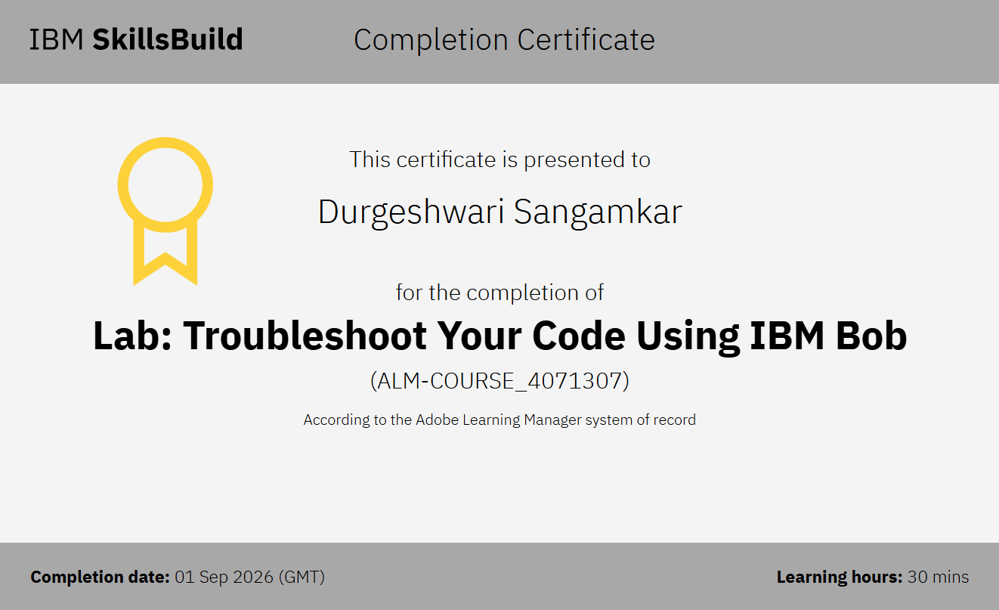 IBM SkillsBuild
Completion Certificate
This certificate is presented to
Durgeshwari Sangamkar
for the completion of
Lab: Troubleshoot Your Code Using IBM Bob
(ALM-COURSE_4071307)
According to the Adobe Learning Manager system of record
Completion date: 01 Sep 2026 (GMT)
Learning hours: 30 mins